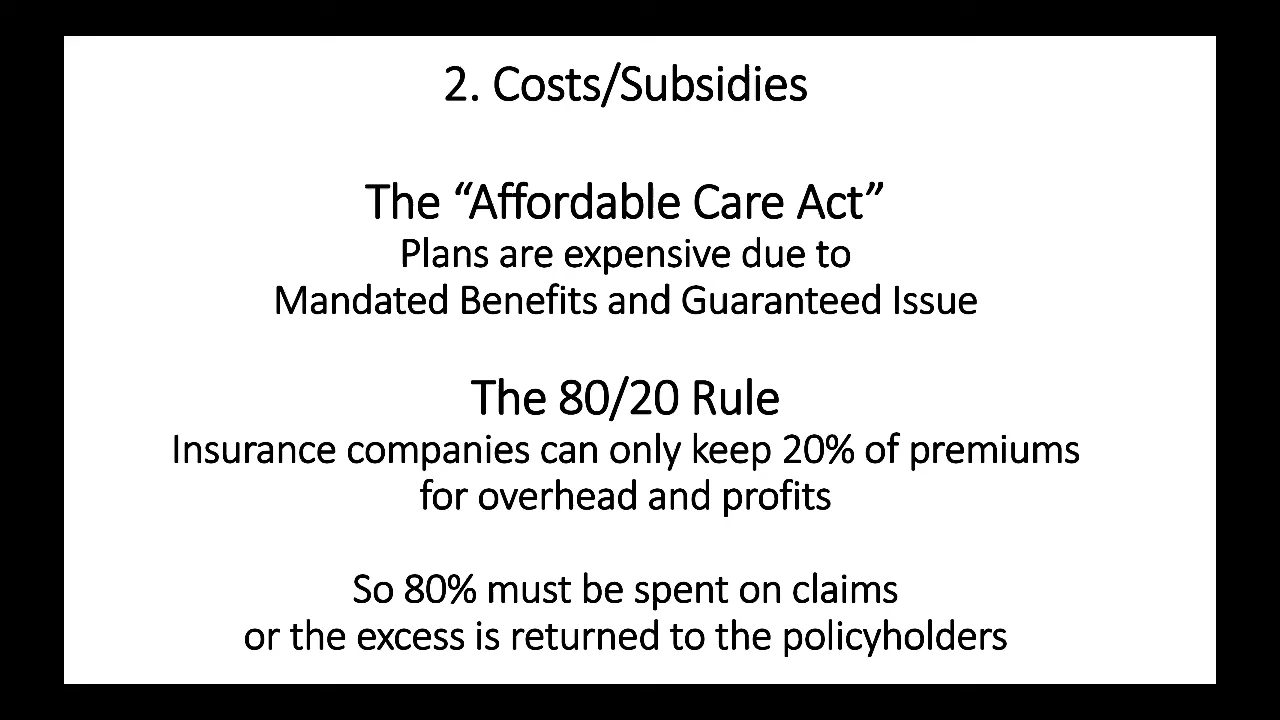 2. Costs/Subsidies
The “Affordable Care Act”
Plans are expensive due to
Mandated Benefits and Guaranteed Issue
The 80/20 Rule
Insurance companies can only keep 20% of premiums
for overhead and profits
So 80% must be spent on claims
or the excess is returned to the policyholders